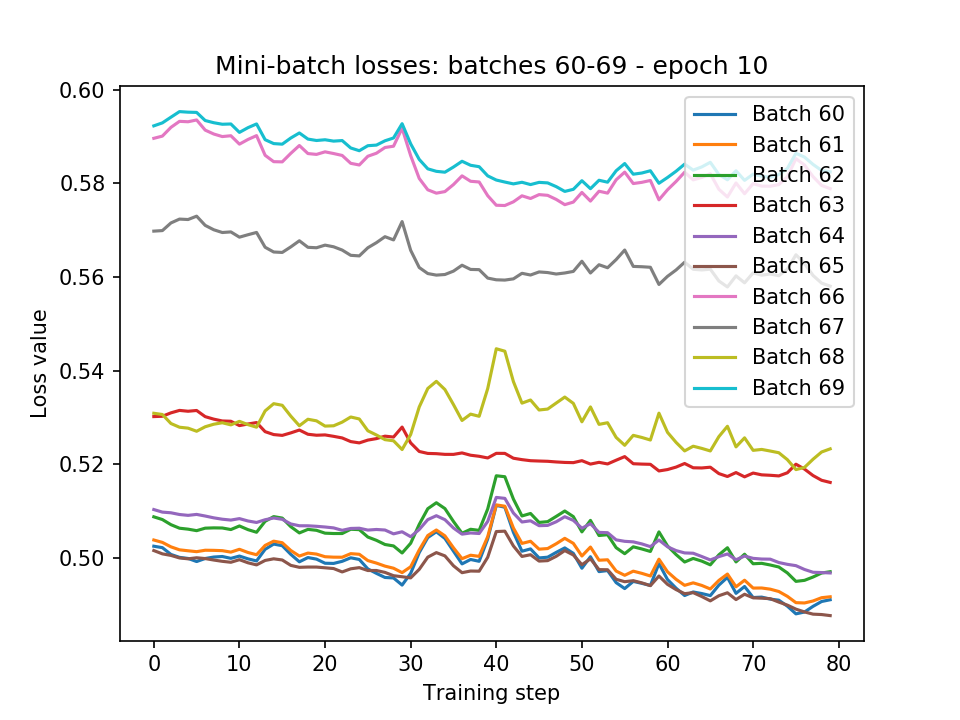 Mini-batch losses: batches 60-69 - epoch 10
0.60
0.58
0.56
0.54
0.52
0.50
Loss value
Batch 60
Batch 61
Batch 62
Batch 63
Batch 64
Batch 65
Batch 66
Batch 67
Batch 68
Batch 69
0 10 20 30 40 50 60 70 80
Training step